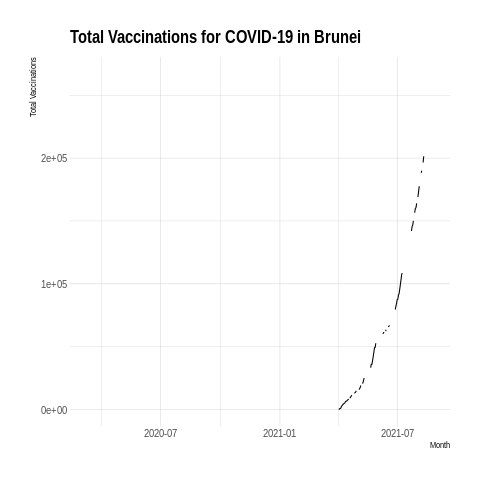 Total Vaccinations for COVID-19 in Brunei
Total Vaccinations
2e+05
1e+05
0e+00
2020-07
2021-01
2021-07
Month